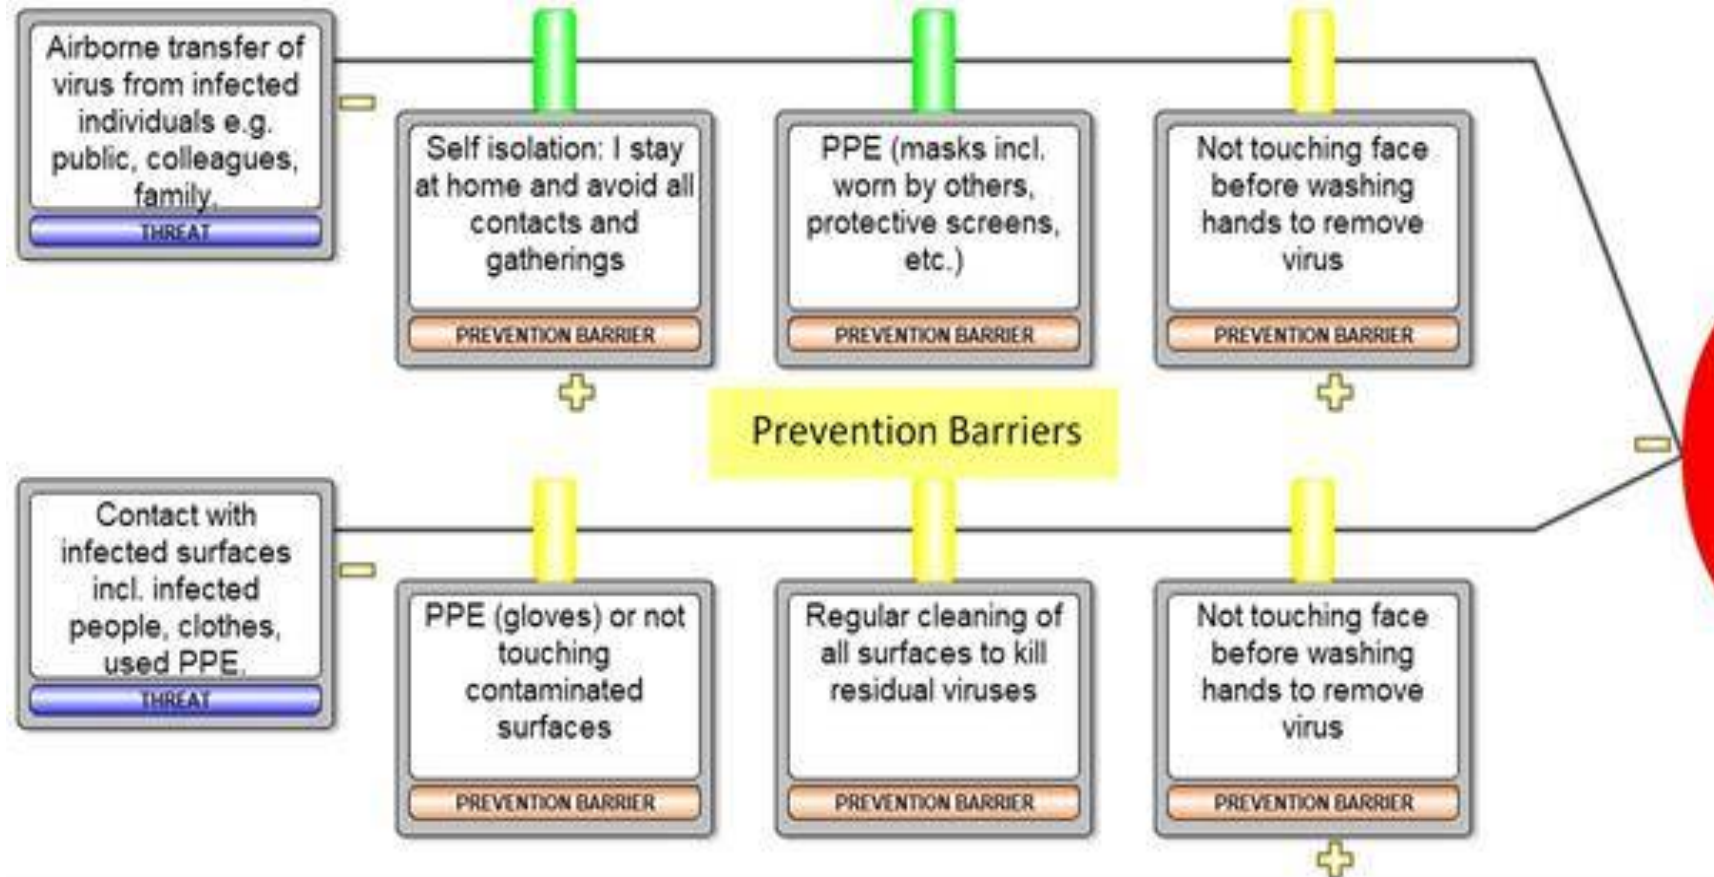 Airborne transfer of
virus from infected
individuals e.g.
public, colleagues,
family.
THREAT
Self isolation: I stay
at home and avoid all
contacts and
gatherings
PREVENTION BARRIER
PPE (masks incl.
worn by others,
protective screens,
etc.)
PREVENTION BARRIER
Not touching face
before washing
hands to remove
virus
PREVENTION BARRIER
Prevention Barriers
Contact with
infected surfaces
incl. infected
people, clothes,
used PPE.
THREAT
PPE (gloves) or not
touching
contaminated
surfaces
PREVENTION BARRIER
Regular cleaning of
all surfaces to kill
residual viruses
PREVENTION BARRIER
Not touching face
before washing
hands to remove
virus
PREVENTION BARRIER